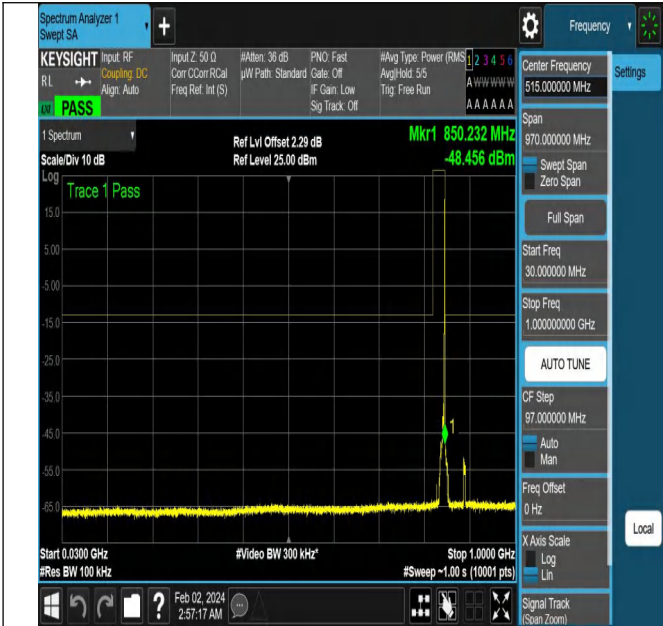 Spectrum Analyzer 1
Swept SA
Frequency
KEYSIGHT
RL
PASS
Input: RF
Coupling: DC
Align: Auto
Input Z: 50 Ω
Corr CCorr RCal
Freq Ref: Int (S)
#Atten: 36 dB
µW Path: Standard
PNO: Fast
Gate: Off
IF Gain: Low
Sig Track: Off
#Avg Type: Power (RMS
Avg|Hold: 5/5
Trig: Free Run
1 2 3 4 5 6
A W W W W W
A A A A A A
1 Spectrum
Scale/Div 10 dB
Ref Lvl Offset 2.29 dB
Ref Level 25.00 dBm
Mkr1 850.232 MHz
-48.456 dBm
Log
Trace 1 Pass
15.0
5.00
-5.00
-15.0
-25.0
-35.0
-45.0
-55.0
-65.0
1
Start 0.0300 GHz
#Res BW 100 kHz
#Video BW 300 kHz*
Stop 1.0000 GHz
#Sweep ~1.00 s (10001 pts)
Feb 02, 2024
2:57:17 AM
Center Frequency
515.000000 MHz
Settings
Span
970.000000 MHz
Swept Span
Zero Span
Full Span
Start Freq
30.000000 MHz
Stop Freq
1.000000000 GHz
AUTO TUNE
CF Step
97.000000 MHz
Auto
Man
Freq Offset
0 Hz
Local
X Axis Scale
Log
Lin
Signal Track
(Span Zoom)